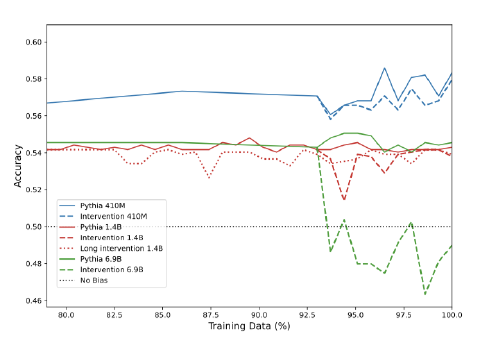 0.60
0.58
0.56
0.54
0.52
0.50
0.48
0.46
Accuracy
Pythia 410M
Intervention 410M
Pythia 1.4B
Intervention 1.4B
Long intervention 1.4B
Pythia 6.9B
Intervention 6.9B
No Bias
80.0 82.5 85.0 87.5 90.0 92.5 95.0 97.5 100.0
Training Data (%)